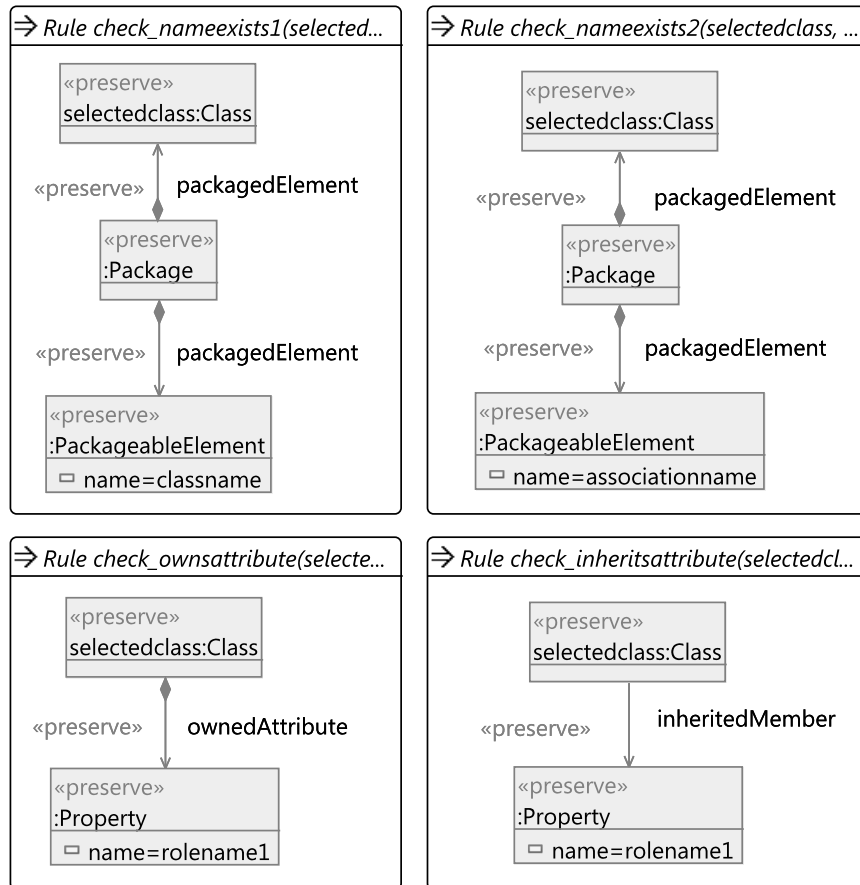 Rule check_nameexists1(selected...
«preserve»
selectedclass:Class
«preserve»
packagedElement
«preserve»
:Package
«preserve»
packagedElement
«preserve»
:PackageableElement
name=classname
Rule check_nameexists2(selectedclass, ...
«preserve»
selectedclass:Class
«preserve»
packagedElement
«preserve»
:Package
«preserve»
packagedElement
«preserve»
:PackageableElement
name=associationname
Rule check_ownsattribute(selecte...
«preserve»
selectedclass:Class
«preserve»
ownedAttribute
«preserve»
:Property
name=rolename1
Rule check_inheritsattribute(selectedcl...
«preserve»
selectedclass:Class
«preserve»
inheritedMember
«preserve»
:Property
name=rolename1